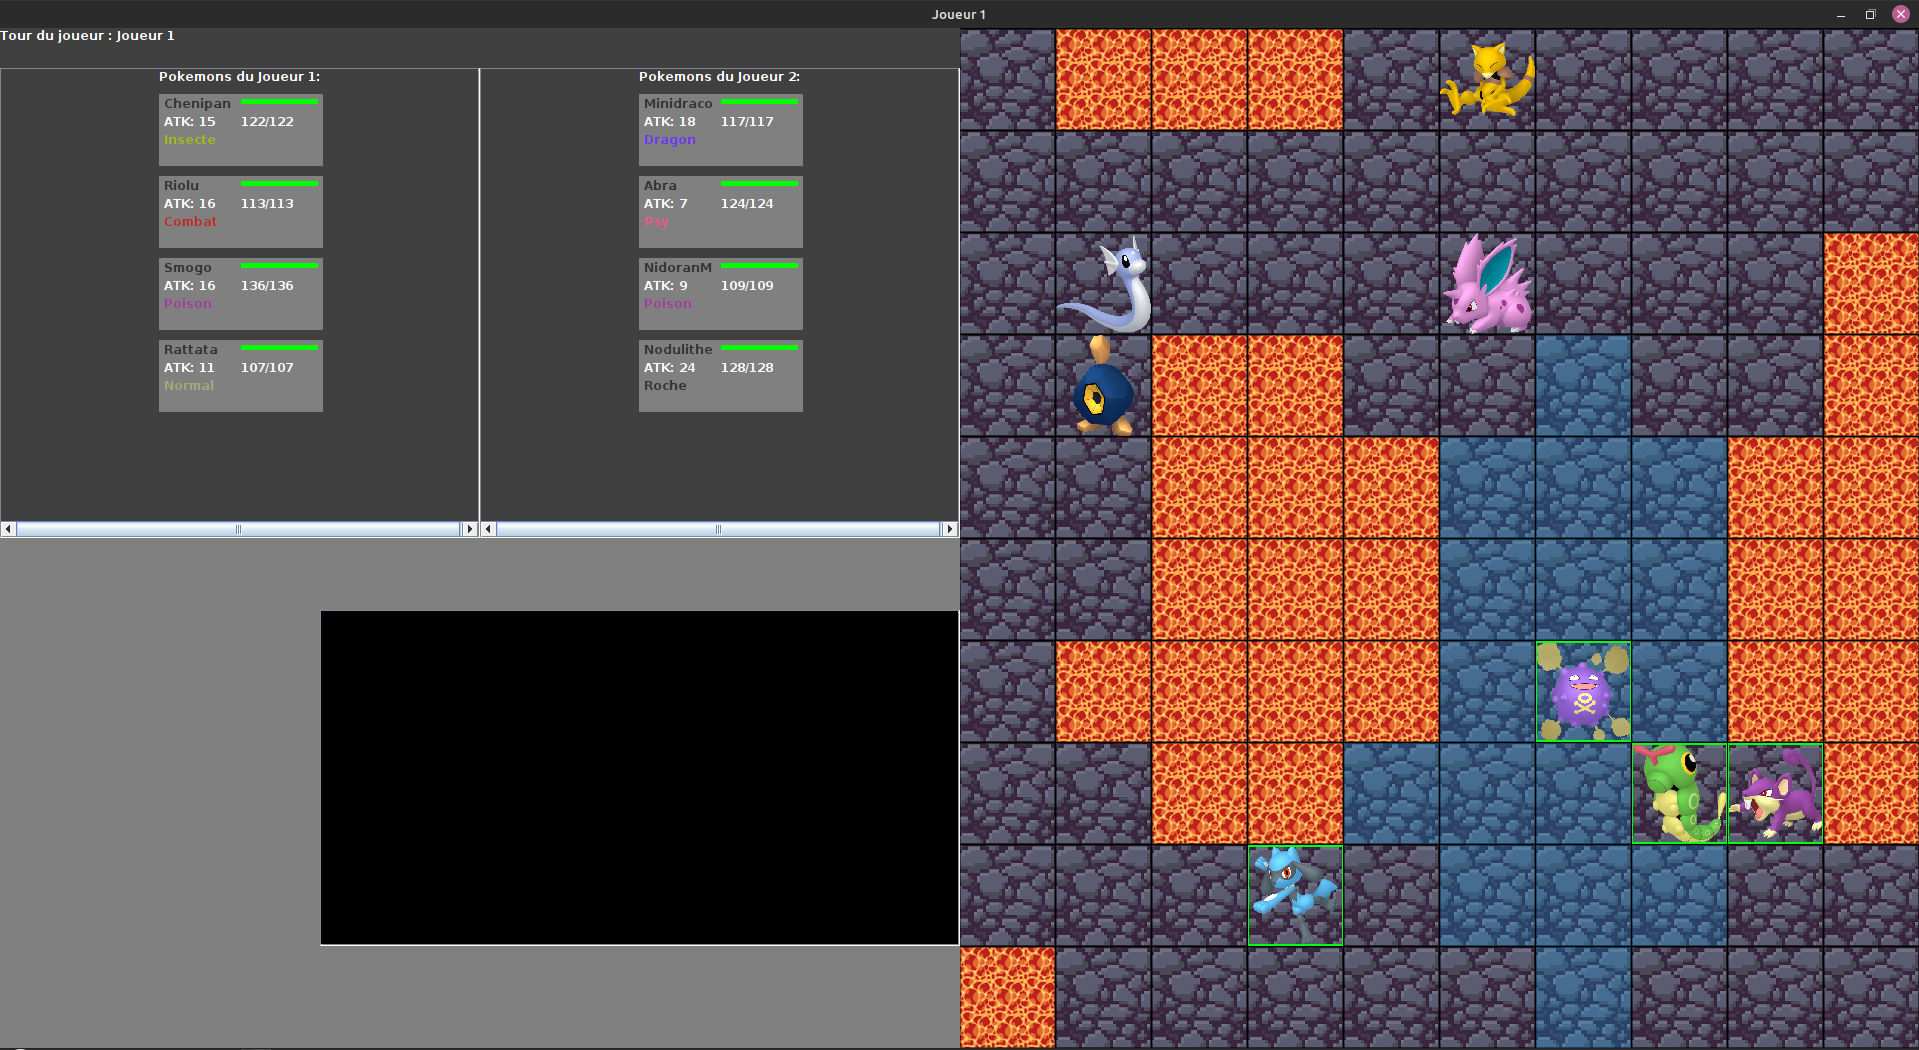 Joueur 1
Tour du joueur : Joueur 1
Pokemons du Joueur 1:
Chenipan
ATK: 15 122/122
Insecte
Riolu
ATK: 16 113/113
Combat
Smogo
ATK: 16 136/136
Poison
Rattata
ATK: 11 107/107
Normal
Pokemons du Joueur 2:
Minidraco
ATK: 18 117/117
Dragon
Abra
ATK: 7 124/124
Psy
NidoranM
ATK: 9 109/109
Poison
Nodulithe
ATK: 24 128/128
Roche